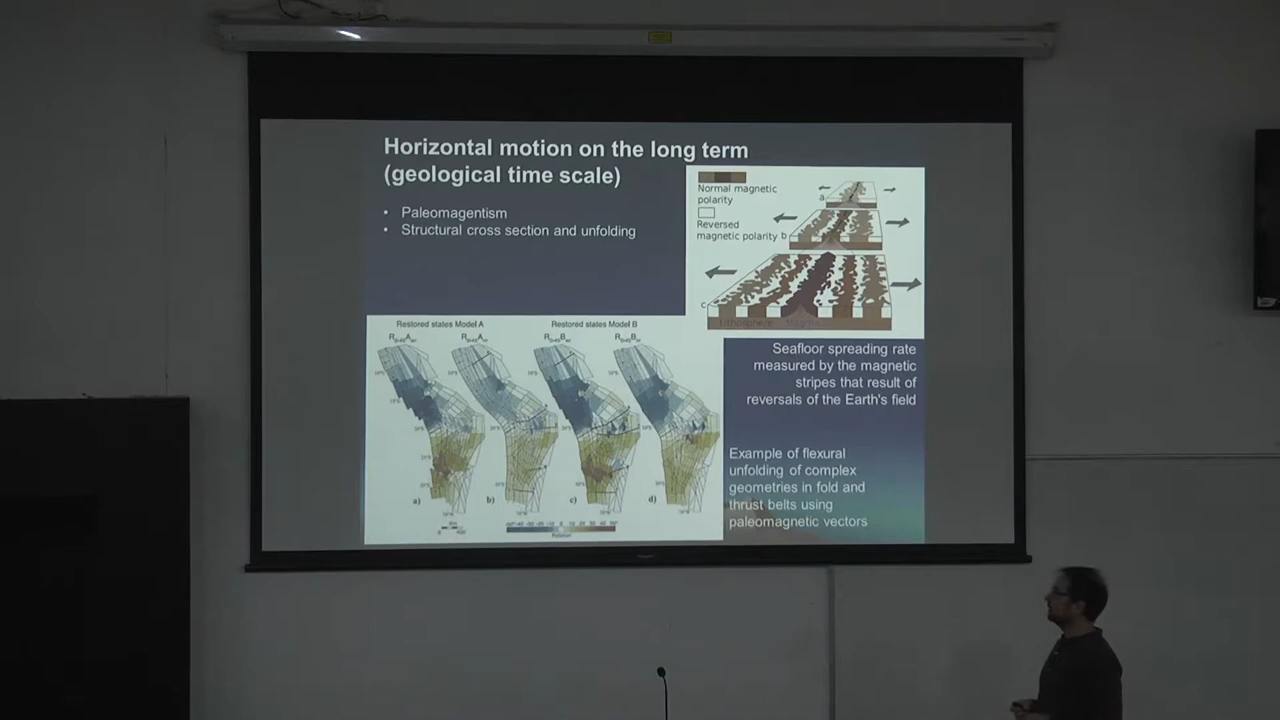 Horizontal motion on the long term
(geological time scale)
• Paleomagentism
• Structural cross section and unfolding
Normal magnetic
polarity
Reversed
magnetic polarity
a
b
c
Lithosphere
Seafloor spreading rate
measured by the magnetic
stripes that result of
reversals of the Earth's field
Restored states Model A
Restored states Model B
a)
b)
c)
d)
Rotation
Example of flexural
unfolding of complex
geometries in fold and
thrust belts using
paleomagnetic vectors